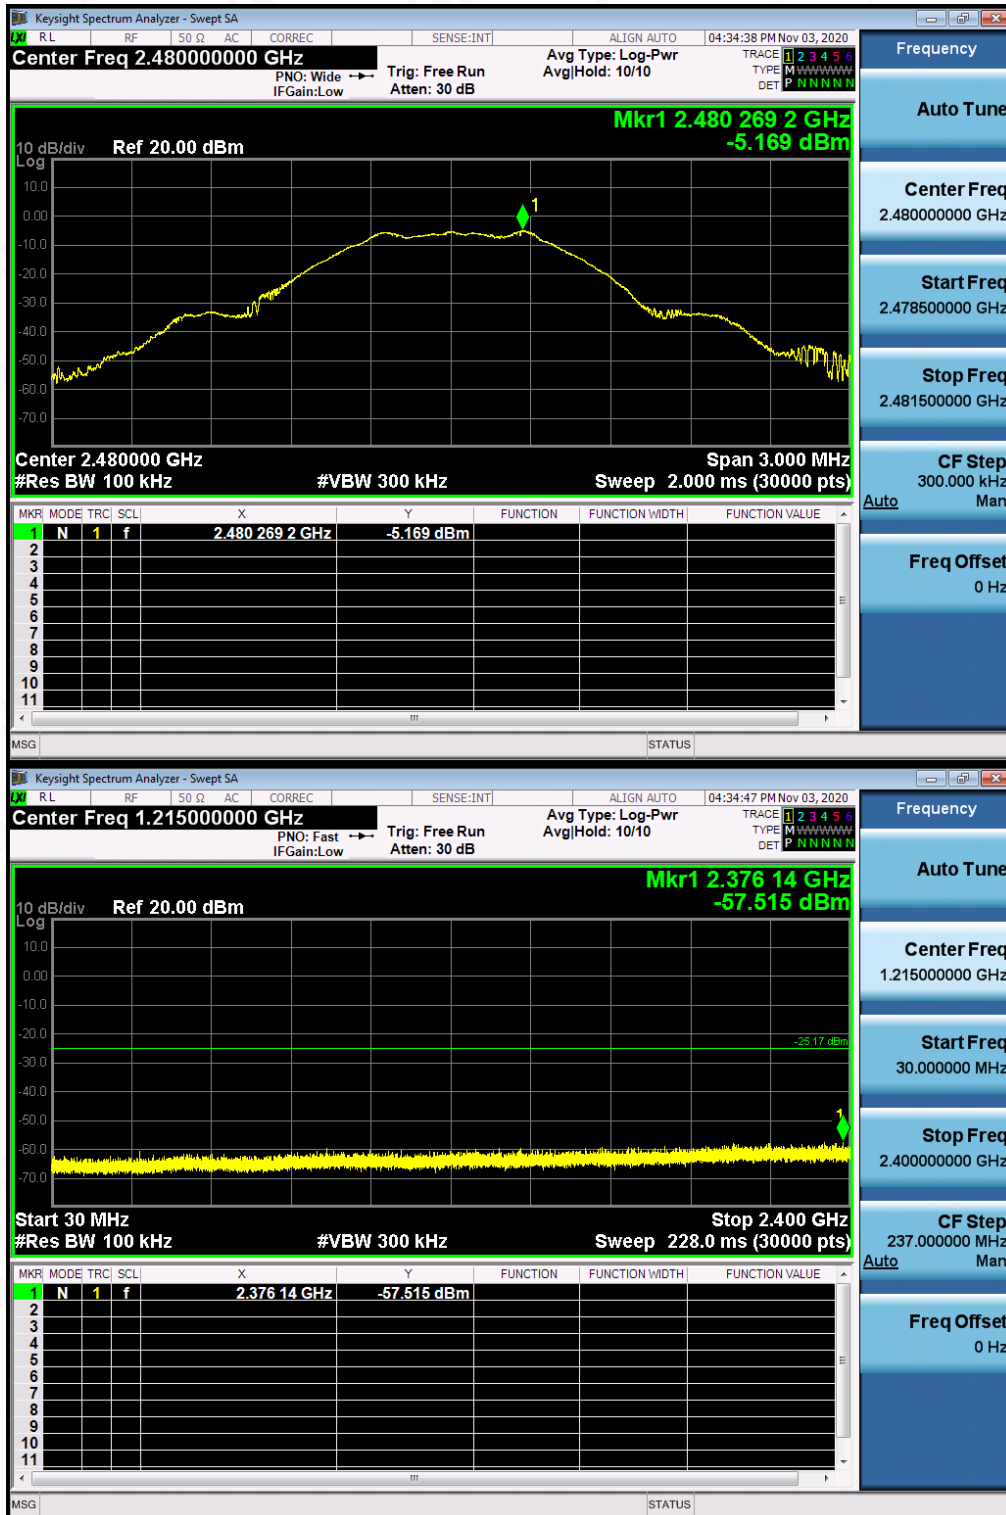 Keysight Spectrum Analyzer - Swept SA
LXI RL RF 50 Ω AC CORREC SENSE:INT ALIGN AUTO 04:34:38 PM Nov 03, 2020
Center Freq 2.480000000 GHz
PNO: Wide Trig: Free Run Avg Type: Log-Pwr TRACE 1 2 3 4 5 6
IFGain:Low Atten: 30 dB Avg|Hold: 10/10 TYPE M WWWWW
DET P N N N N N
Mkr1 2.480 269 2 GHz
-5.169 dBm
10 dB/div Ref 20.00 dBm
Log
10.0
0.00
-10.0
-20.0
-30.0
-40.0
-50.0
-60.0
-70.0
1
Center 2.480000 GHz Span 3.000 MHz
#Res BW 100 kHz #VBW 300 kHz Sweep 2.000 ms (30000 pts)
MKR MODE TRC SCL X Y FUNCTION FUNCTION WIDTH FUNCTION VALUE
1 N 1 f 2.480 269 2 GHz -5.169 dBm
2
3
4
5
6
7
8
9
10
11
MSG STATUS
Frequency
Auto Tune
Center Freq
2.480000000 GHz
Start Freq
2.478500000 GHz
Stop Freq
2.481500000 GHz
CF Step
300.000 kHz
Auto Man
Freq Offset
0 Hz
Keysight Spectrum Analyzer - Swept SA
LXI RL RF 50 Ω AC CORREC SENSE:INT ALIGN AUTO 04:34:47 PM Nov 03, 2020
Center Freq 1.215000000 GHz
PNO: Fast Trig: Free Run Avg Type: Log-Pwr TRACE 1 2 3 4 5 6
IFGain:Low Atten: 30 dB Avg|Hold: 10/10 TYPE M WWWWW
DET P N N N N N
Mkr1 2.376 14 GHz
-57.515 dBm
10 dB/div Ref 20.00 dBm
Log
10.0
0.00
-10.0
-20.0
-30.0
-40.0
-50.0
-60.0
-70.0
-25.17 dBm
1
Start 30 MHz Stop 2.400 GHz
#Res BW 100 kHz #VBW 300 kHz Sweep 228.0 ms (30000 pts)
MKR MODE TRC SCL X Y FUNCTION FUNCTION WIDTH FUNCTION VALUE
1 N 1 f 2.376 14 GHz -57.515 dBm
2
3
4
5
6
7
8
9
10
11
MSG STATUS
Frequency
Auto Tune
Center Freq
1.215000000 GHz
Start Freq
30.000000 MHz
Stop Freq
2.400000000 GHz
CF Step
237.000000 MHz
Auto Man
Freq Offset
0 Hz